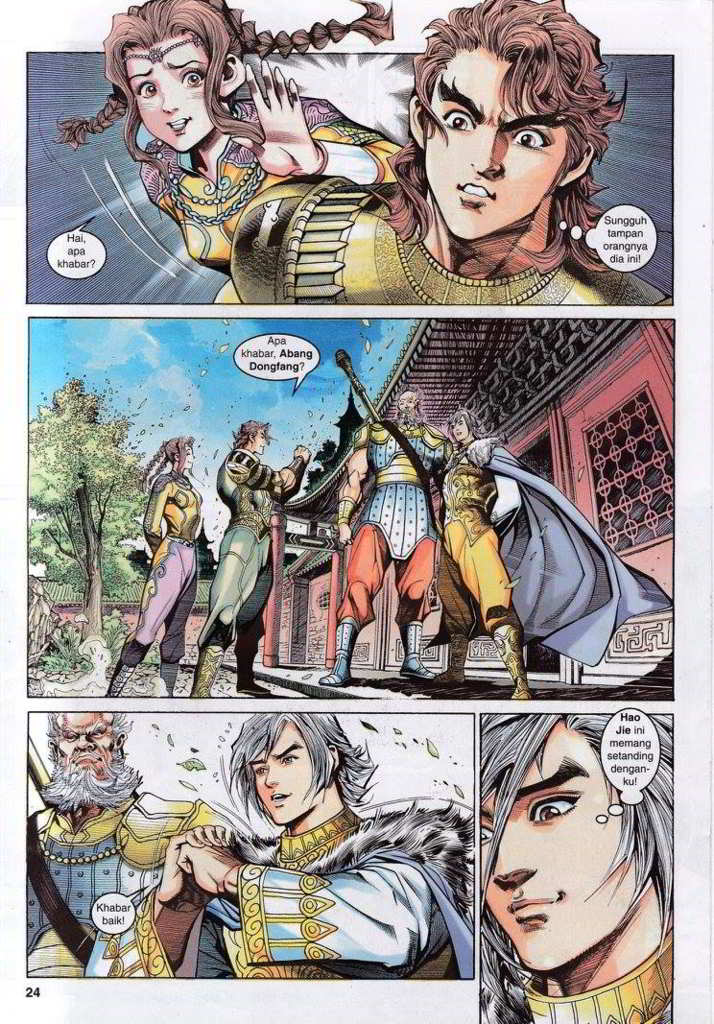 Hai,
apa
khabar?
Sungguh
tampan
orangnya
dia ini!
Apa
khabar, Abang
Dongfang?
Khabar
baik!
Hao
Jie ini
memang
setanding
dengan-
ku!
24